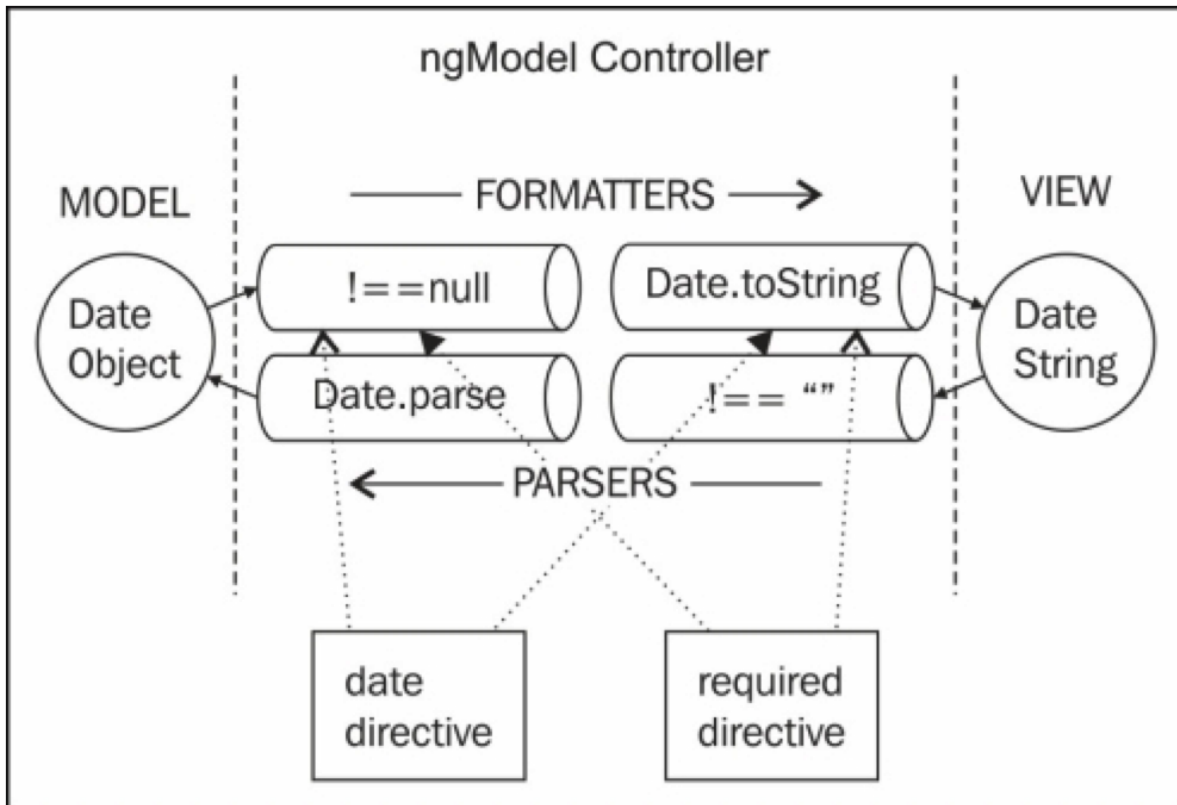 ngModel Controller
FORMATTERS
MODEL
VIEW
!==null
Date.toString
Date
Object
Date
String
Date.parse
!== “”
PARSERS
date
directive
required
directive